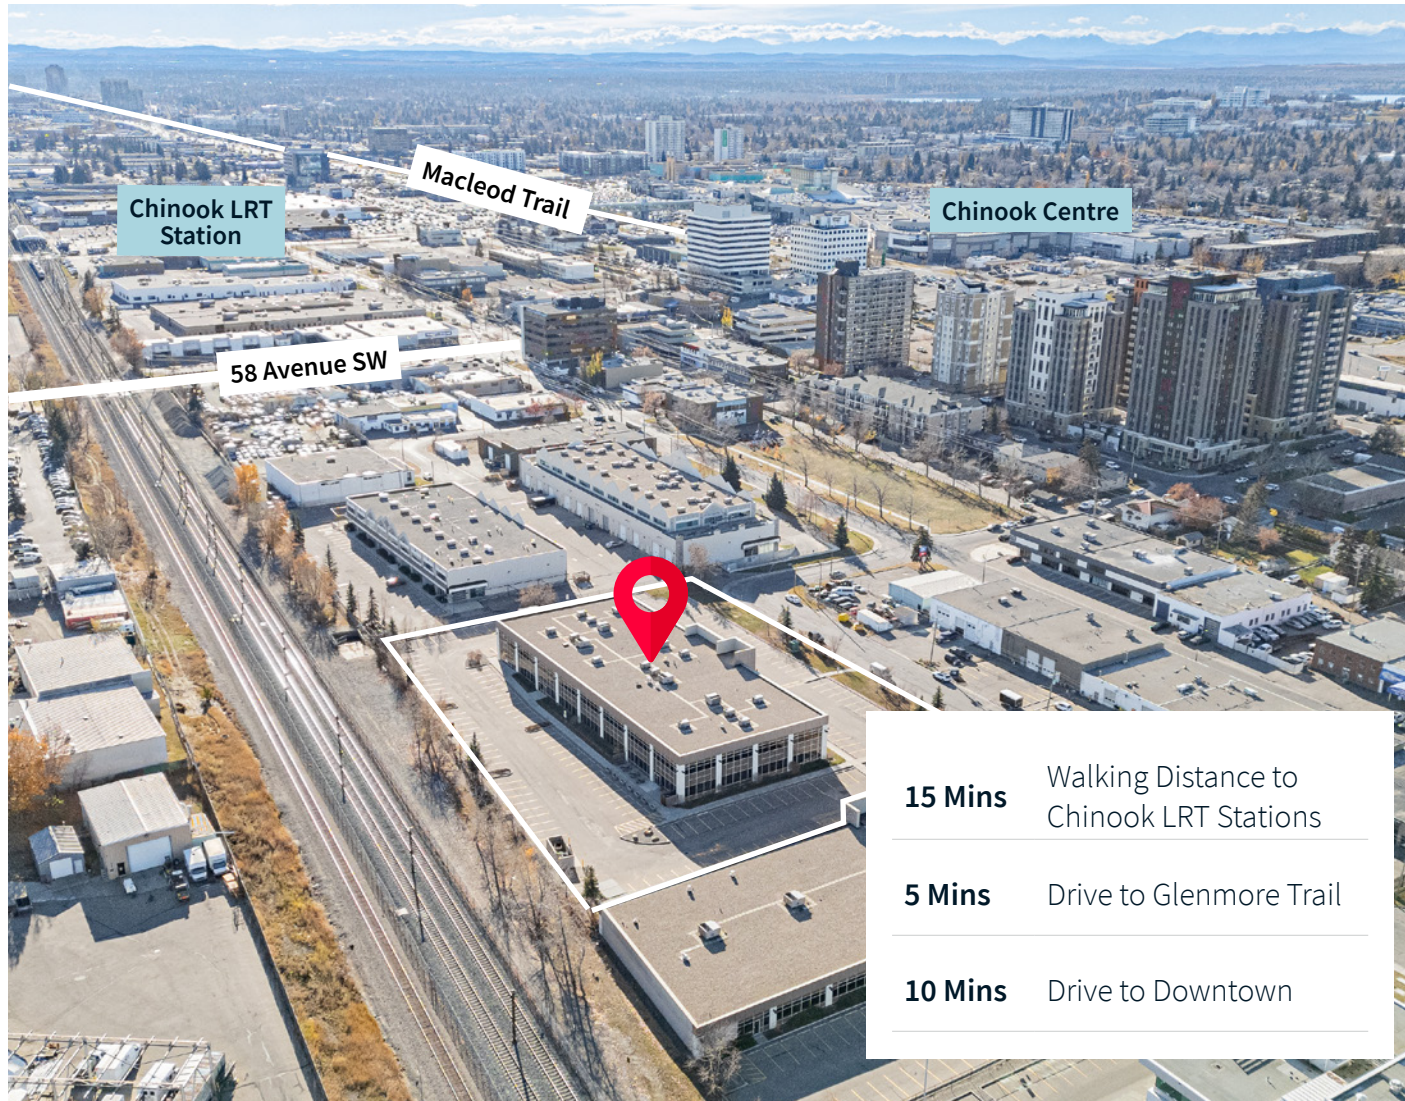 Macleod Trail
Chinook LRT
Station
Chinook Centre
58 Avenue SW
15 Mins
Walking Distance to
Chinook LRT Stations
5 Mins
Drive to Glenmore Trail
10 Mins
Drive to Downtown